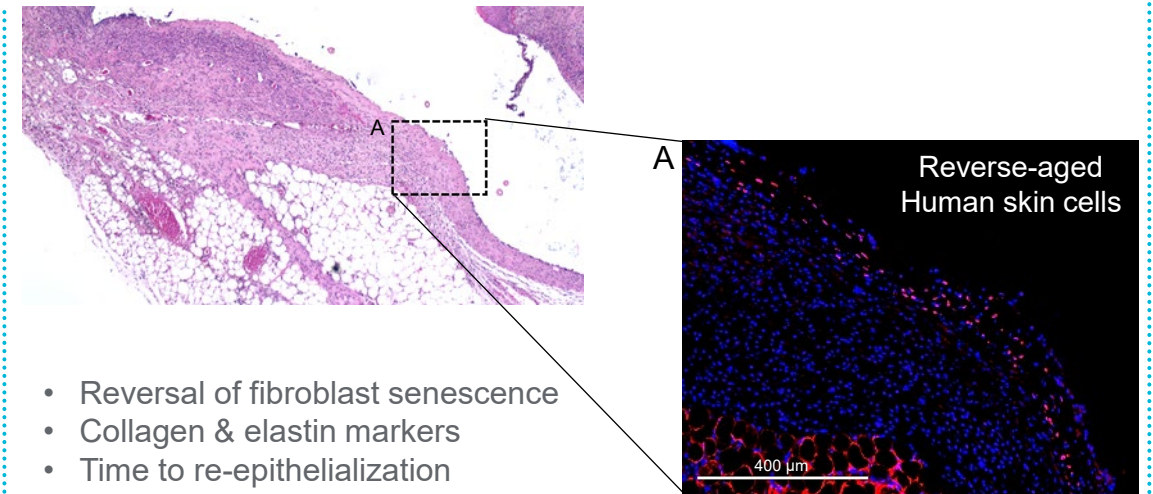 A
A
Reverse-aged
Human skin cells
400 µm
• Reversal of fibroblast senescence
• Collagen & elastin markers
• Time to re-epithelialization